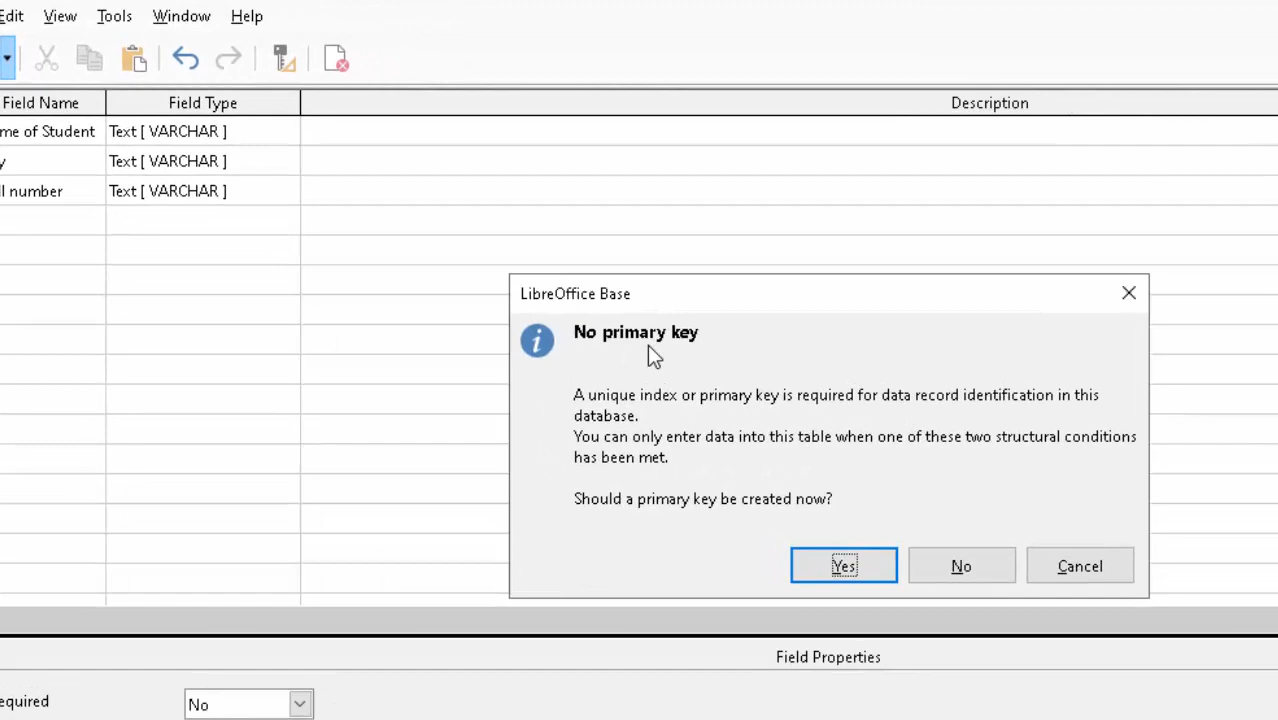 Edit View Tools Window Help
Field Name Field Type Description
me of Student Text [ VARCHAR ]
y Text [ VARCHAR ]
ll number Text [ VARCHAR ]
LibreOffice Base
No primary key
A unique index or primary key is required for data record identification in this
database.
You can only enter data into this table when one of these two structural conditions
has been met.
Should a primary key be created now?
Yes No Cancel
Field Properties
equired No